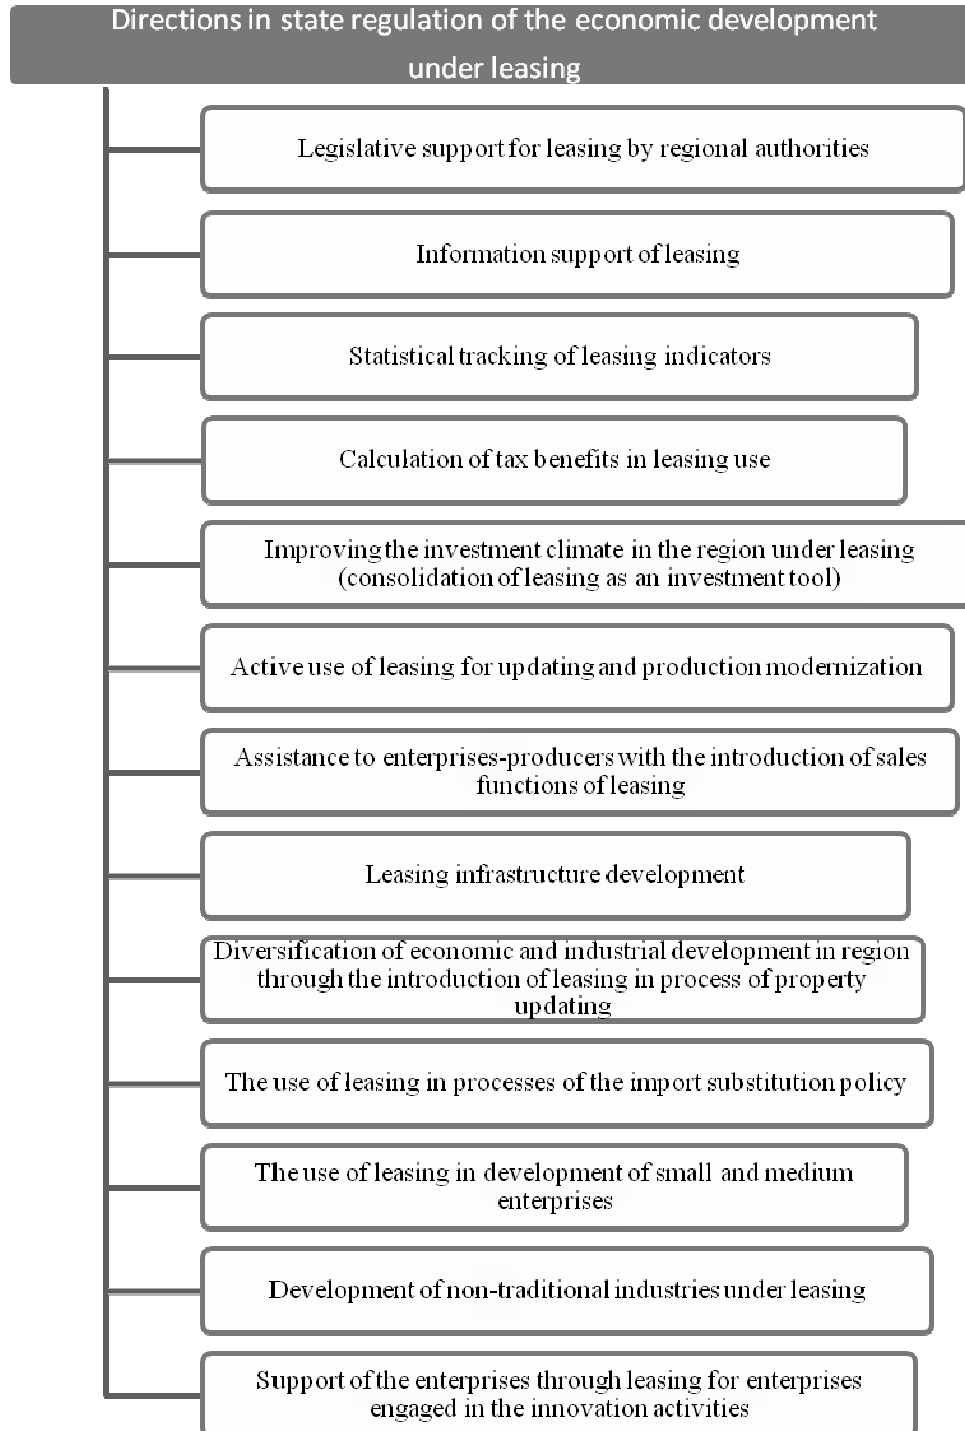 Directions in state regulation of the economic development
under leasing
Legislative support for leasing by regional authorities
Information support of leasing
Statistical tracking of leasing indicators
Calculation of tax benefits in leasing use
Improving the investment climate in the region under leasing
(consolidation of leasing as an investment tool)
Active use of leasing for updating and production modernization
Assistance to enterprises-producers with the introduction of sales
functions of leasing
Leasing infrastructure development
Diversification of economic and industrial development in region
through the introduction of leasing in process of property
updating
The use of leasing in processes of the import substitution policy
The use of leasing in development of small and medium
enterprises
Development of non-traditional industries under leasing
Support of the enterprises through leasing for enterprises
engaged in the innovation activities